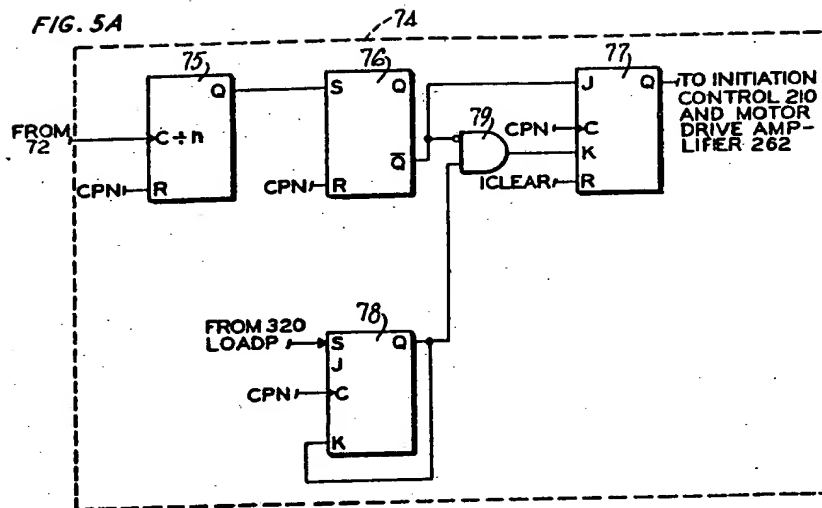 FIG. 5A
74
75
Q
FROM
72
C÷n
CPN
R
76
S
Q
Q̅
CPN
R
79
77
J
Q
CPN
C
K
ICLEAR
R
TO INITIATION
CONTROL 210
AND MOTOR
DRIVE AMP-
LIFIER 262
78
FROM 320
LOADP
S
Q
J
CPN
C
K